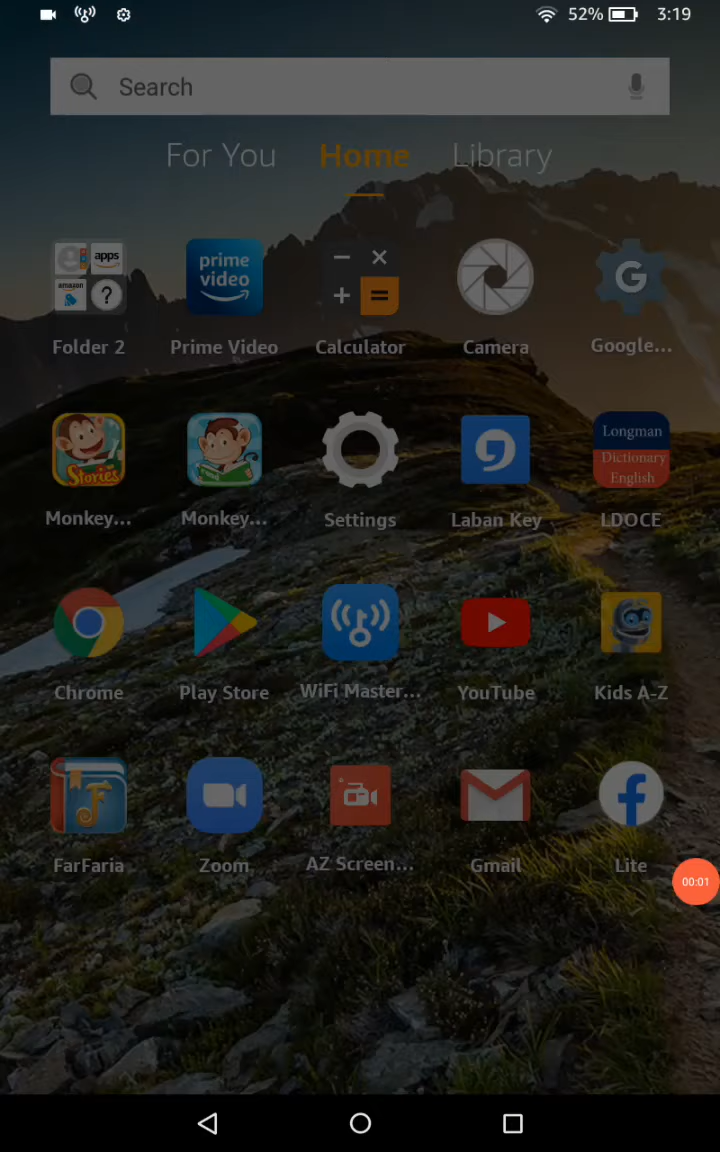 52% 3:19
Search
For You Home Library
apps
amazon
?
prime
video
G
Folder 2 Prime Video Calculator Camera Google...
Stories
Longman
Dictionary
English
Monkey... Monkey... Settings Laban Key LDOCE
Chrome Play Store WiFi Master... YouTube Kids A-Z
F
f
FarFaria Zoom AZ Screen... Gmail Lite
00:01